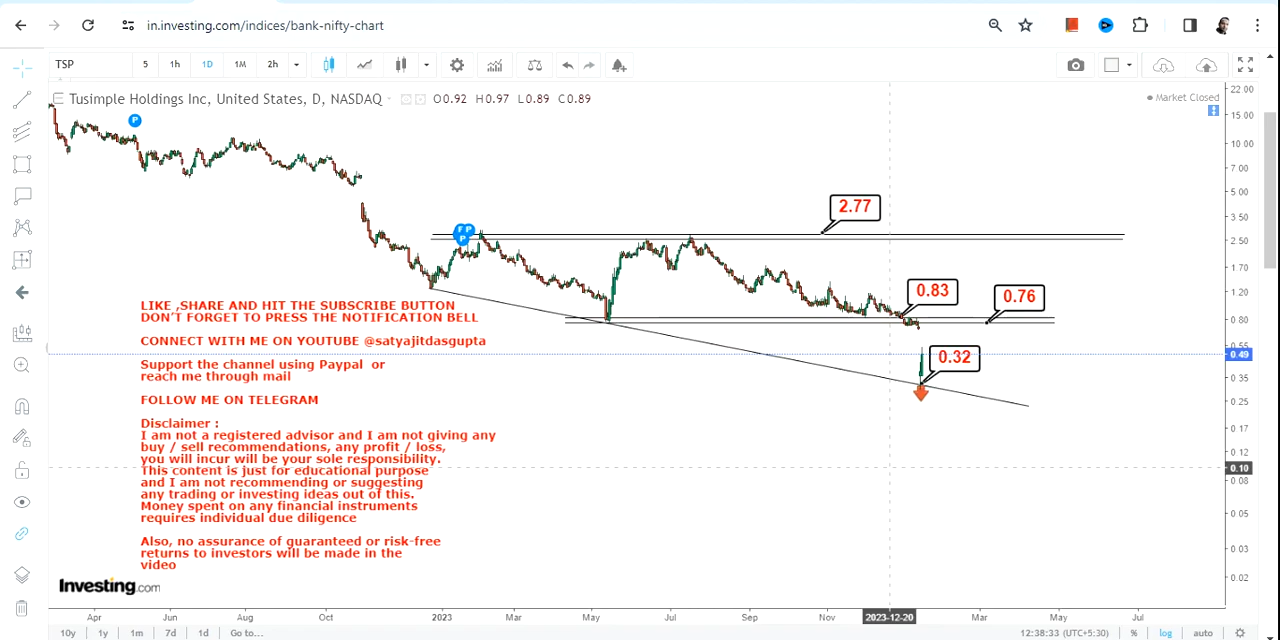 in.investing.com/indices/bank-nifty-chart
TSP
5
1h
1D
1M
2h
Tusimple Holdings Inc, United States, D, NASDAQ
O0.92 H0.97 L0.89 C0.89
Market Closed
22.00
15.00
10.00
7.00
5.00
3.50
2.50
1.70
1.20
0.80
0.55
0.49
0.35
0.25
0.17
0.12
0.10
0.08
0.05
0.03
0.02
P
F
P
P
2.77
0.83
0.76
0.32
LIKE ,SHARE AND HIT THE SUBSCRIBE BUTTON
DON'T FORGET TO PRESS THE NOTIFICATION BELL
CONNECT WITH ME ON YOUTUBE @satyajitdasgupta
Support the channel using Paypal or
reach me through mail
FOLLOW ME ON TELEGRAM
Disclaimer :
I am not a registered advisor and I am not giving any
buy / sell recommendations, any profit / loss,
you will incur will be your sole responsibility.
This content is just for educational purpose
and I am not recommending or suggesting
any trading or investing ideas out of this.
Money spent on any financial instruments
requires individual due diligence
Also, no assurance of guaranteed or risk-free
returns to investors will be made in the
video
Investing.com
Apr
Jun
Aug
Oct
2023
Mar
May
Jul
Sep
Nov
2023-12-20
Mar
May
Jul
10y
1y
1m
7d
1d
Go to...
12:38:33 (UTC+5:30)
%
log
auto